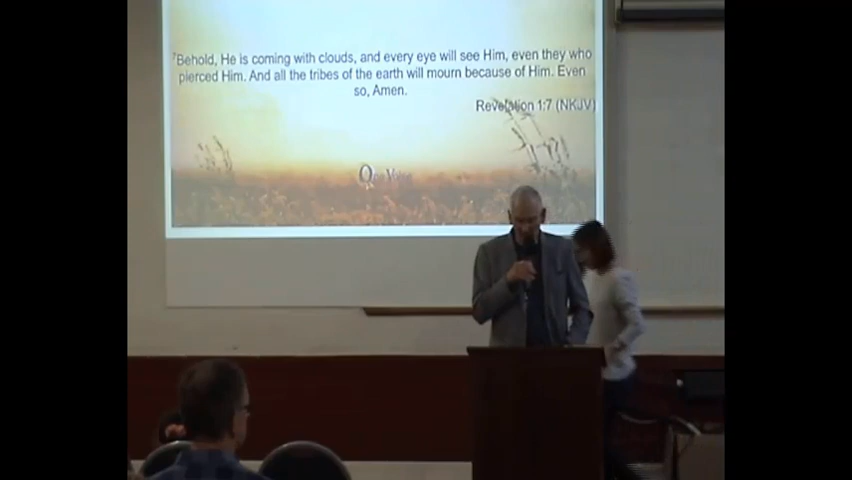 7Behold, He is coming with clouds, and every eye will see Him, even they who
pierced Him. And all the tribes of the earth will mourn because of Him. Even
so, Amen.
Revelation 1:7 (NKJV)